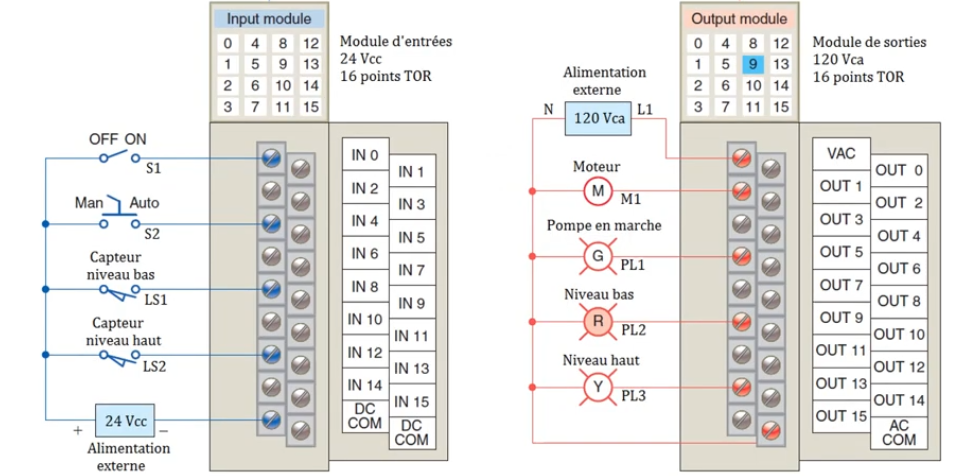 Input module
0 4 8 12
1 5 9 13
2 6 10 14
3 7 11 15
Module d'entrées
24 Vcc
16 points TOR
OFF ON
S1
Man Auto
S2
Capteur
niveau bas
LS1
Capteur
niveau haut
LS2
24 Vcc
+ –
Alimentation
externe
IN 0
IN 1
IN 2
IN 3
IN 4
IN 5
IN 6
IN 7
IN 8
IN 9
IN 10
IN 11
IN 12
IN 13
IN 14
IN 15
DC
COM
DC
COM
Output module
0 4 8 12
1 5 9 13
2 6 10 14
3 7 11 15
Module de sorties
120 Vca
16 points TOR
Alimentation
externe
N 120 Vca L1
Moteur
M
M1
Pompe en marche
G
PL1
Niveau bas
R
PL2
Niveau haut
Y
PL3
VAC
OUT 0
OUT 1
OUT 2
OUT 3
OUT 4
OUT 5
OUT 6
OUT 7
OUT 8
OUT 9
OUT 10
OUT 11
OUT 12
OUT 13
OUT 14
OUT 15
AC
COM